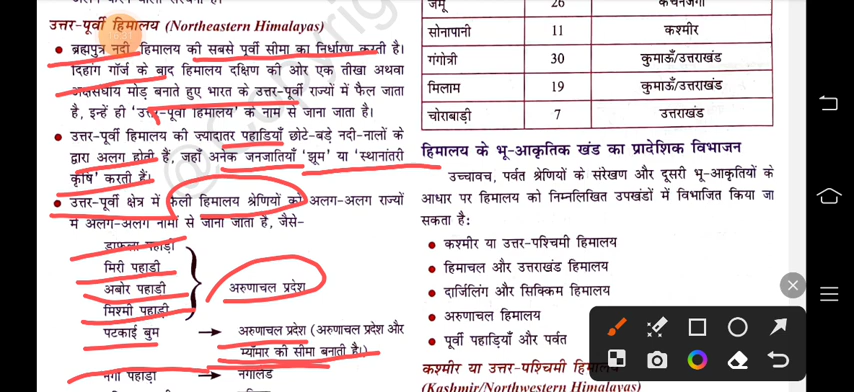 उत्तर-पूर्वी हिमालय (Northeastern Himalayas)
● ब्रह्मपुत्र नदी हिमालय की सबसे पूर्वी सीमा का निर्धारण करती है।
दिहांग गॉर्ज के बाद हिमालय दक्षिण की ओर एक तीखा अथवा
अक्षसंघीय मोड़ बनाते हुए भारत के उत्तर-पूर्वी राज्यों में फैल जाता
है, इन्हें ही 'उत्तर-पूर्वी हिमालय' के नाम से जाना जाता है।
● उत्तर-पूर्वी हिमालय की ज्यादातर पहाड़ियाँ छोटे-बड़े नदी-नालों के
द्वारा अलग होती हैं, जहाँ अनेक जनजातियाँ 'झूम' या 'स्थानांतरी
कृषि' करती हैं।
● उत्तर-पूर्वी क्षेत्र में फैली हिमालय श्रेणियों को अलग-अलग राज्यों
में अलग-अलग नामों से जाना जाता है, जैसे-
डाफला पहाड़ी
मिरी पहाड़ी
अबोर पहाड़ी
मिश्मी पहाड़ी
अरुणाचल प्रदेश
पटकाई बुम → अरुणाचल प्रदेश (अरुणाचल प्रदेश और
म्याँमार की सीमा बनाती है।)
नगा पहाड़ी → नगालैंड
जेमू 26 कंचनजंगा
सोनापानी 11 कश्मीर
गंगोत्री 30 कुमाऊँ/उत्तराखंड
मिलाम 19 कुमाऊँ/उत्तराखंड
चोराबाड़ी 7 उत्तराखंड
हिमालय के भू-आकृतिक खंड का प्रादेशिक विभाजन
उच्चावच, पर्वत श्रेणियों के संरेखण और दूसरी भू-आकृतियों के
आधार पर हिमालय को निम्नलिखित उपखंडों में विभाजित किया जा
सकता है:
● कश्मीर या उत्तर-पश्चिमी हिमालय
● हिमाचल और उत्तराखंड हिमालय
● दार्जिलिंग और सिक्किम हिमालय
● अरुणाचल हिमालय
● पूर्वी पहाड़ियाँ और पर्वत
कश्मीर या उत्तर-पश्चिमी
(Kashmir/Northwestern Himalayas)